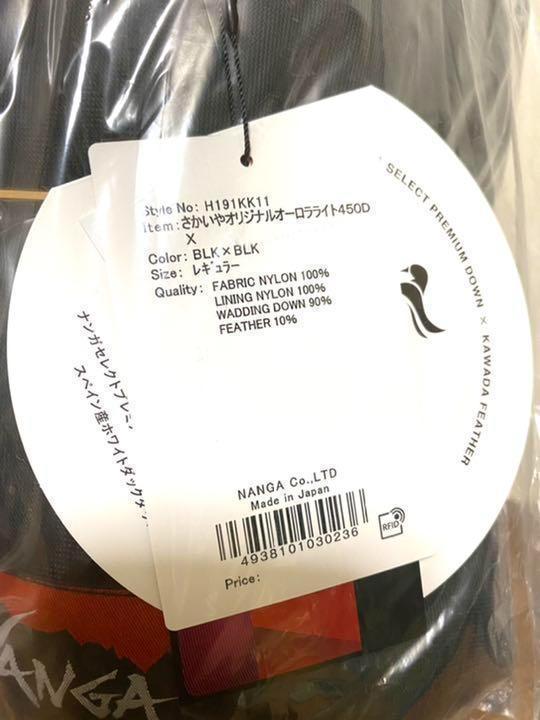 Style No: H191KK11
Item: さかいやオリジナルオーロラライト450D
X
Color: BLK×BLK
Size: レギュラー
Quality: FABRIC NYLON 100%
LINING NYLON 100%
WADDING DOWN 90%
FEATHER 10%
NANGA Co.,LTD
Made in Japan
4938101030236
RFID
Price:
SELECT PREMIUM DOWN × KAWADA FEATHER
ナンガセレクトプレミ
スペイン産ホワイトダックダ
NANGA